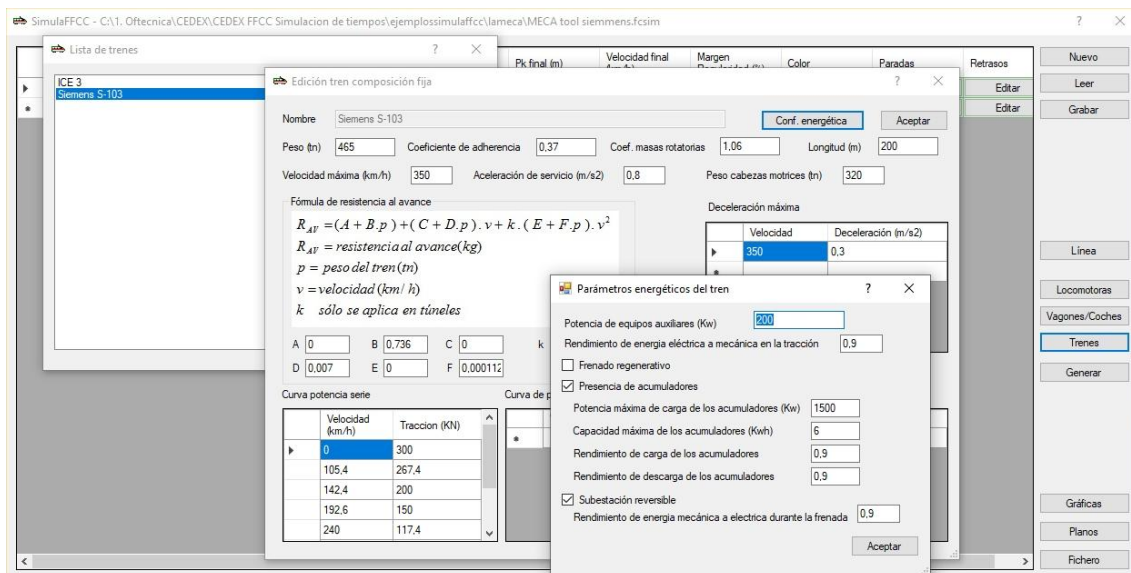 SimulaFFCC - C:\1. Oftecnica\CEDEX\CEDEX FFCC Simulacion de tiempos\ejemplossimulaffcc\lameca\MECA tool siemmens.fcsim
Lista de trenes
ICE 3
Siemens S-103
Pk final (m) Velocidad final Margen Color Paradas Retrasos
Editar
Editar
Nuevo
Leer
Grabar
Línea
Locomotoras
Vagones/Coches
Trenes
Generar
Gráficas
Planos
Fichero
Edición tren composición fija
Nombre Siemens S-103 Conf. energética Aceptar
Peso (tn) 465 Coeficiente de adherencia 0,37 Coef. masas rotatorias 1,06 Longitud (m) 200
Velocidad máxima (km/h) 350 Aceleración de servicio (m/s2) 0,8 Peso cabezas motrices (tn) 320
Fómula de resistencia al avance
R_AV = (A + B.p) + (C + D.p). v + k. (E + F.p). v²
R_AV = resistencia al avance(kg)
p = peso del tren(tn)
v = velocidad (km/ h)
k sólo se aplica en túneles
A 0 B 0,736 C 0 k
D 0,007 E 0 F 0,000112
Deceleración máxima
Velocidad Deceleración (m/s2)
350 0,3
Curva potencia serie
Velocidad (km/h) Traccion (KN)
0 300
105,4 267,4
142,4 200
192,6 150
240 117,4
Curva de p
Parámetros energéticos del tren
Potencia de equipos auxiliares (Kw) 200
Rendimiento de energia eléctrica a mecánica en la tracción 0,9
Frenado regenerativo
Presencia de acumuladores
Potencia máxima de carga de los acumuladores (Kw) 1500
Capacidad máxima de los acumuladores (Kwh) 6
Rendimiento de carga de los acumuladores 0,9
Rendimiento de descarga de los acumuladores 0,9
Subestación reversible
Rendimiento de energia mecánica a electrica durante la frenada 0,9
Aceptar